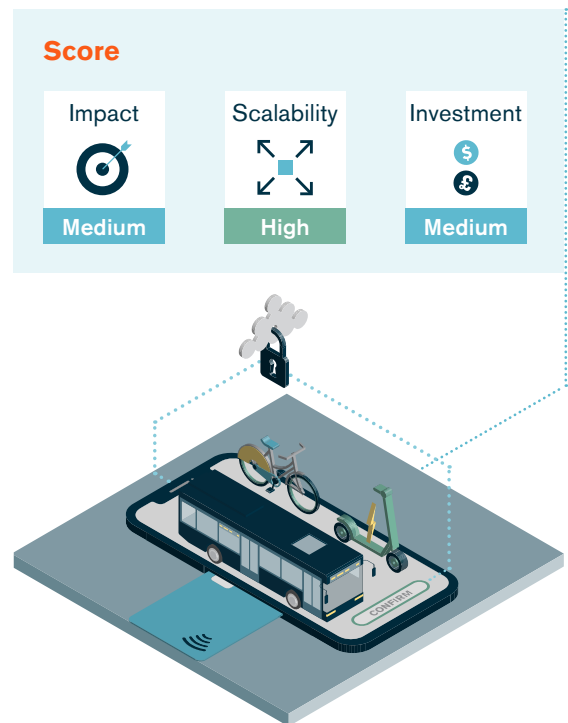 Score
Impact
Scalability
Investment
$
£
Medium
High
Medium
CONFIRM